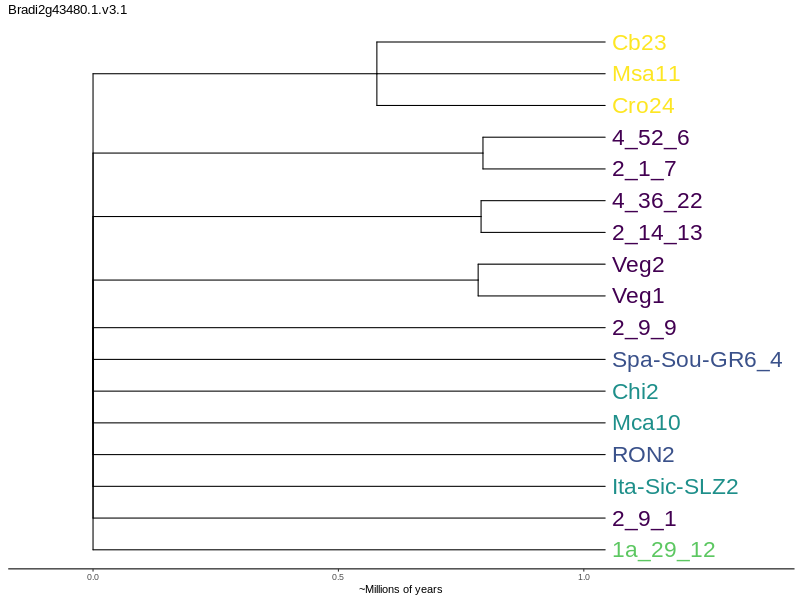 Bradi2g43480.1.v3.1
Cb23
Msa11
Cro24
4_52_6
2_1_7
4_36_22
2_14_13
Veg2
Veg1
2_9_9
Spa-Sou-GR6_4
Chi2
Mca10
RON2
Ita-Sic-SLZ2
2_9_1
1a_29_12
0.0 0.5 1.0
~Millions of years